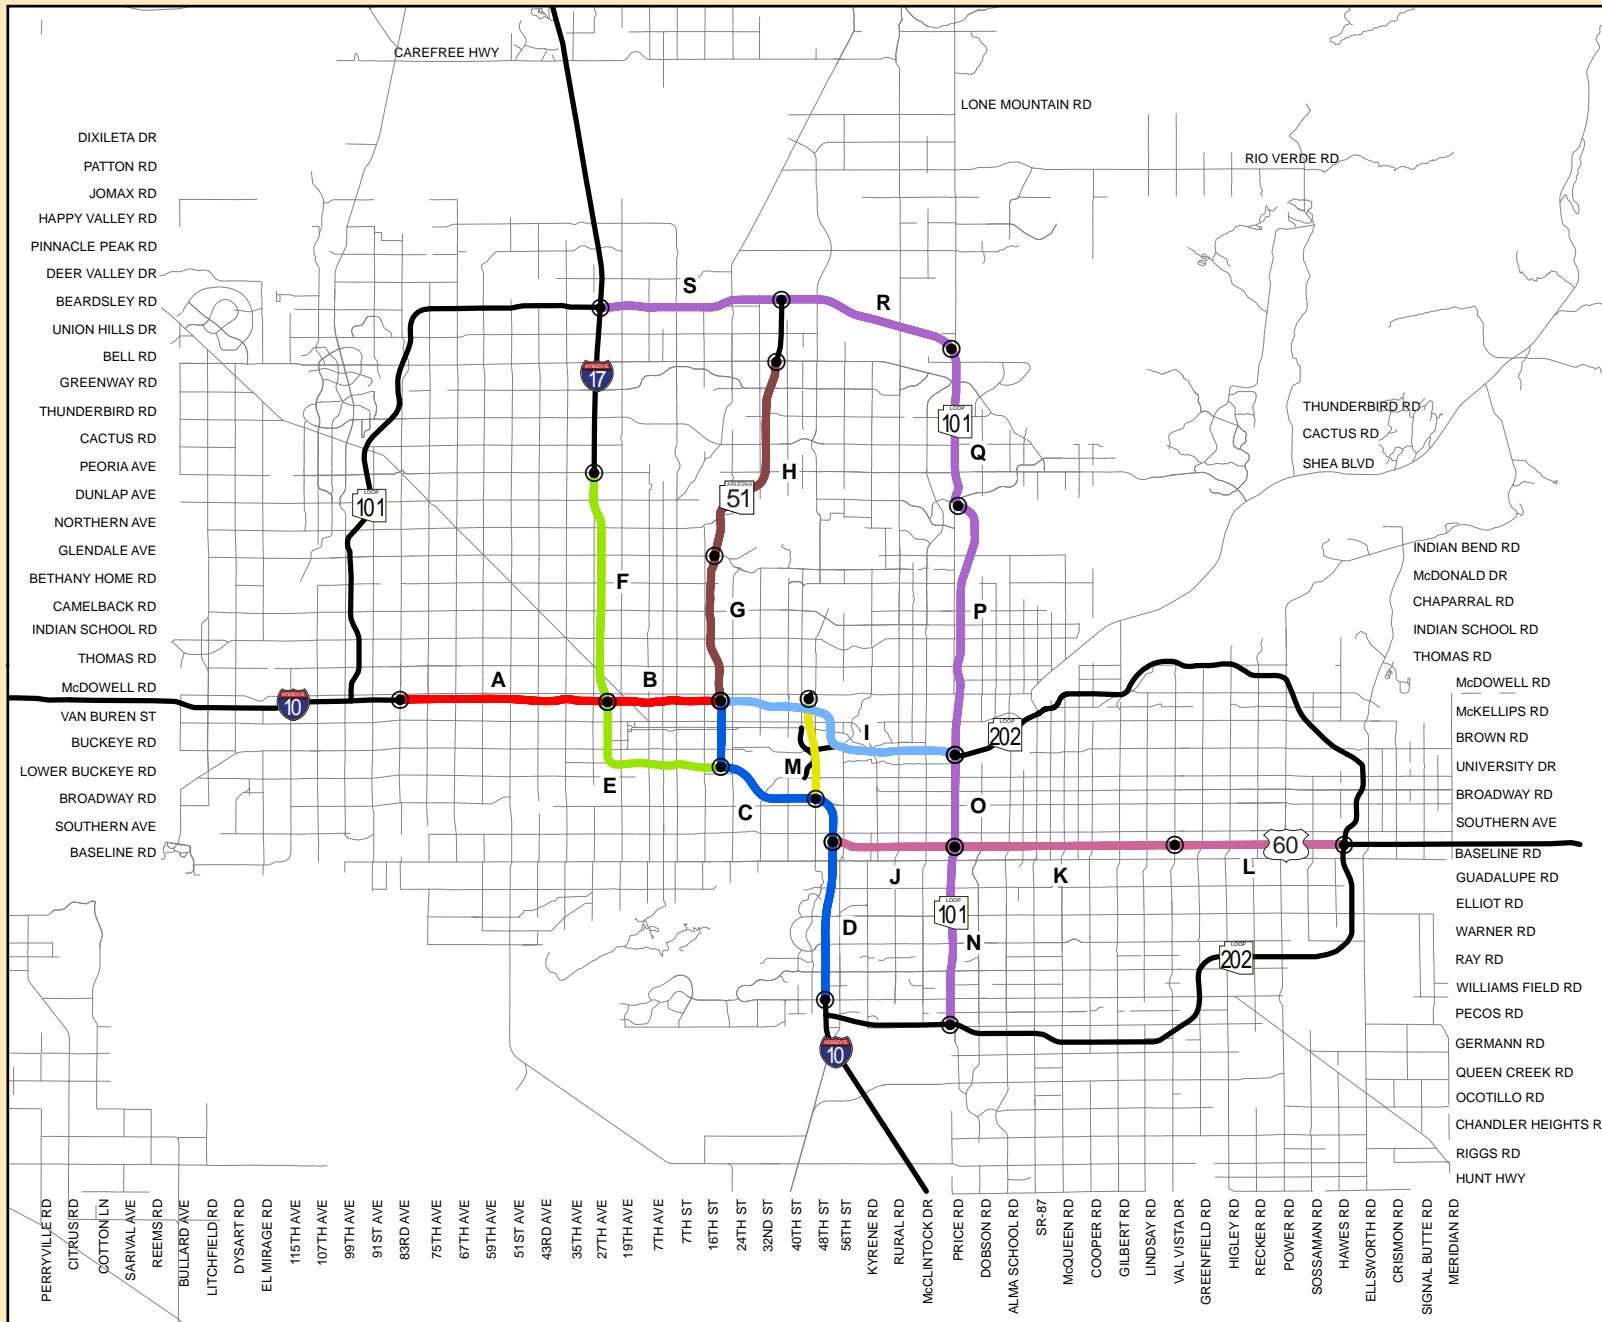 CAREFREE HWY
LONE MOUNTAIN RD
RIO VERDE RD
DIXILETA DR
PATTON RD
JOMAX RD
HAPPY VALLEY RD
PINNACLE PEAK RD
DEER VALLEY DR
BEARDSLEY RD
UNION HILLS DR
BELL RD
GREENWAY RD
THUNDERBIRD RD
CACTUS RD
PEORIA AVE
DUNLAP AVE
NORTHERN AVE
GLENDALE AVE
BETHANY HOME RD
CAMELBACK RD
INDIAN SCHOOL RD
THOMAS RD
McDOWELL RD
VAN BUREN ST
BUCKEYE RD
LOWER BUCKEYE RD
BROADWAY RD
SOUTHERN AVE
BASELINE RD
S
R
INTERSTATE
17
LOOP
101
Q
H
ARIZONA
51
LOOP
101
F
G
P
A
B
INTERSTATE
10
I
LOOP
202
M
E
C
O
J
K
L
60
D
LOOP
101
N
LOOP
202
INTERSTATE
10
THUNDERBIRD RD
CACTUS RD
SHEA BLVD
INDIAN BEND RD
McDONALD DR
CHAPARRAL RD
INDIAN SCHOOL RD
THOMAS RD
McDOWELL RD
McKELLIPS RD
BROWN RD
UNIVERSITY DR
BROADWAY RD
SOUTHERN AVE
BASELINE RD
GUADALUPE RD
ELLIOT RD
WARNER RD
RAY RD
WILLIAMS FIELD RD
PECOS RD
GERMANN RD
QUEEN CREEK RD
OCOTILLO RD
CHANDLER HEIGHTS R
RIGGS RD
HUNT HWY
PERRYVILLE RD
CITRUS RD
COTTON LN
SARIVAL AVE
REEMS RD
BULLARD AVE
LITCHFIELD RD
DYSART RD
EL MIRAGE RD
115TH AVE
107TH AVE
99TH AVE
91ST AVE
83RD AVE
75TH AVE
67TH AVE
59TH AVE
51ST AVE
43RD AVE
35TH AVE
27TH AVE
19TH AVE
7TH AVE
7TH ST
16TH ST
24TH ST
32ND ST
40TH ST
48TH ST
56TH ST
KYRENE RD
RURAL RD
McCLINTOCK DR
PRICE RD
DOBSON RD
ALMA SCHOOL RD
SR-87
McQUEEN RD
COOPER RD
GILBERT RD
LINDSAY RD
VAL VISTA DR
GREENFIELD RD
HIGLEY RD
RECKER RD
POWER RD
SOSSAMAN RD
HAWES RD
ELLSWORTH RD
CRISMON RD
SIGNAL BUTTE RD
MERIDIAN RD